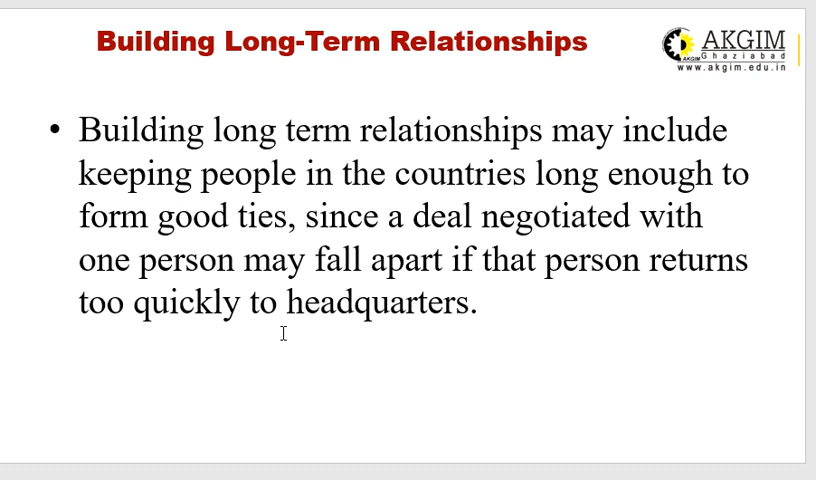 Building Long-Term Relationships
AKGIM
Ghaziabad
AKGIM
www.akgim.edu.in
• Building long term relationships may include
keeping people in the countries long enough to
form good ties, since a deal negotiated with
one person may fall apart if that person returns
too quickly to headquarters.